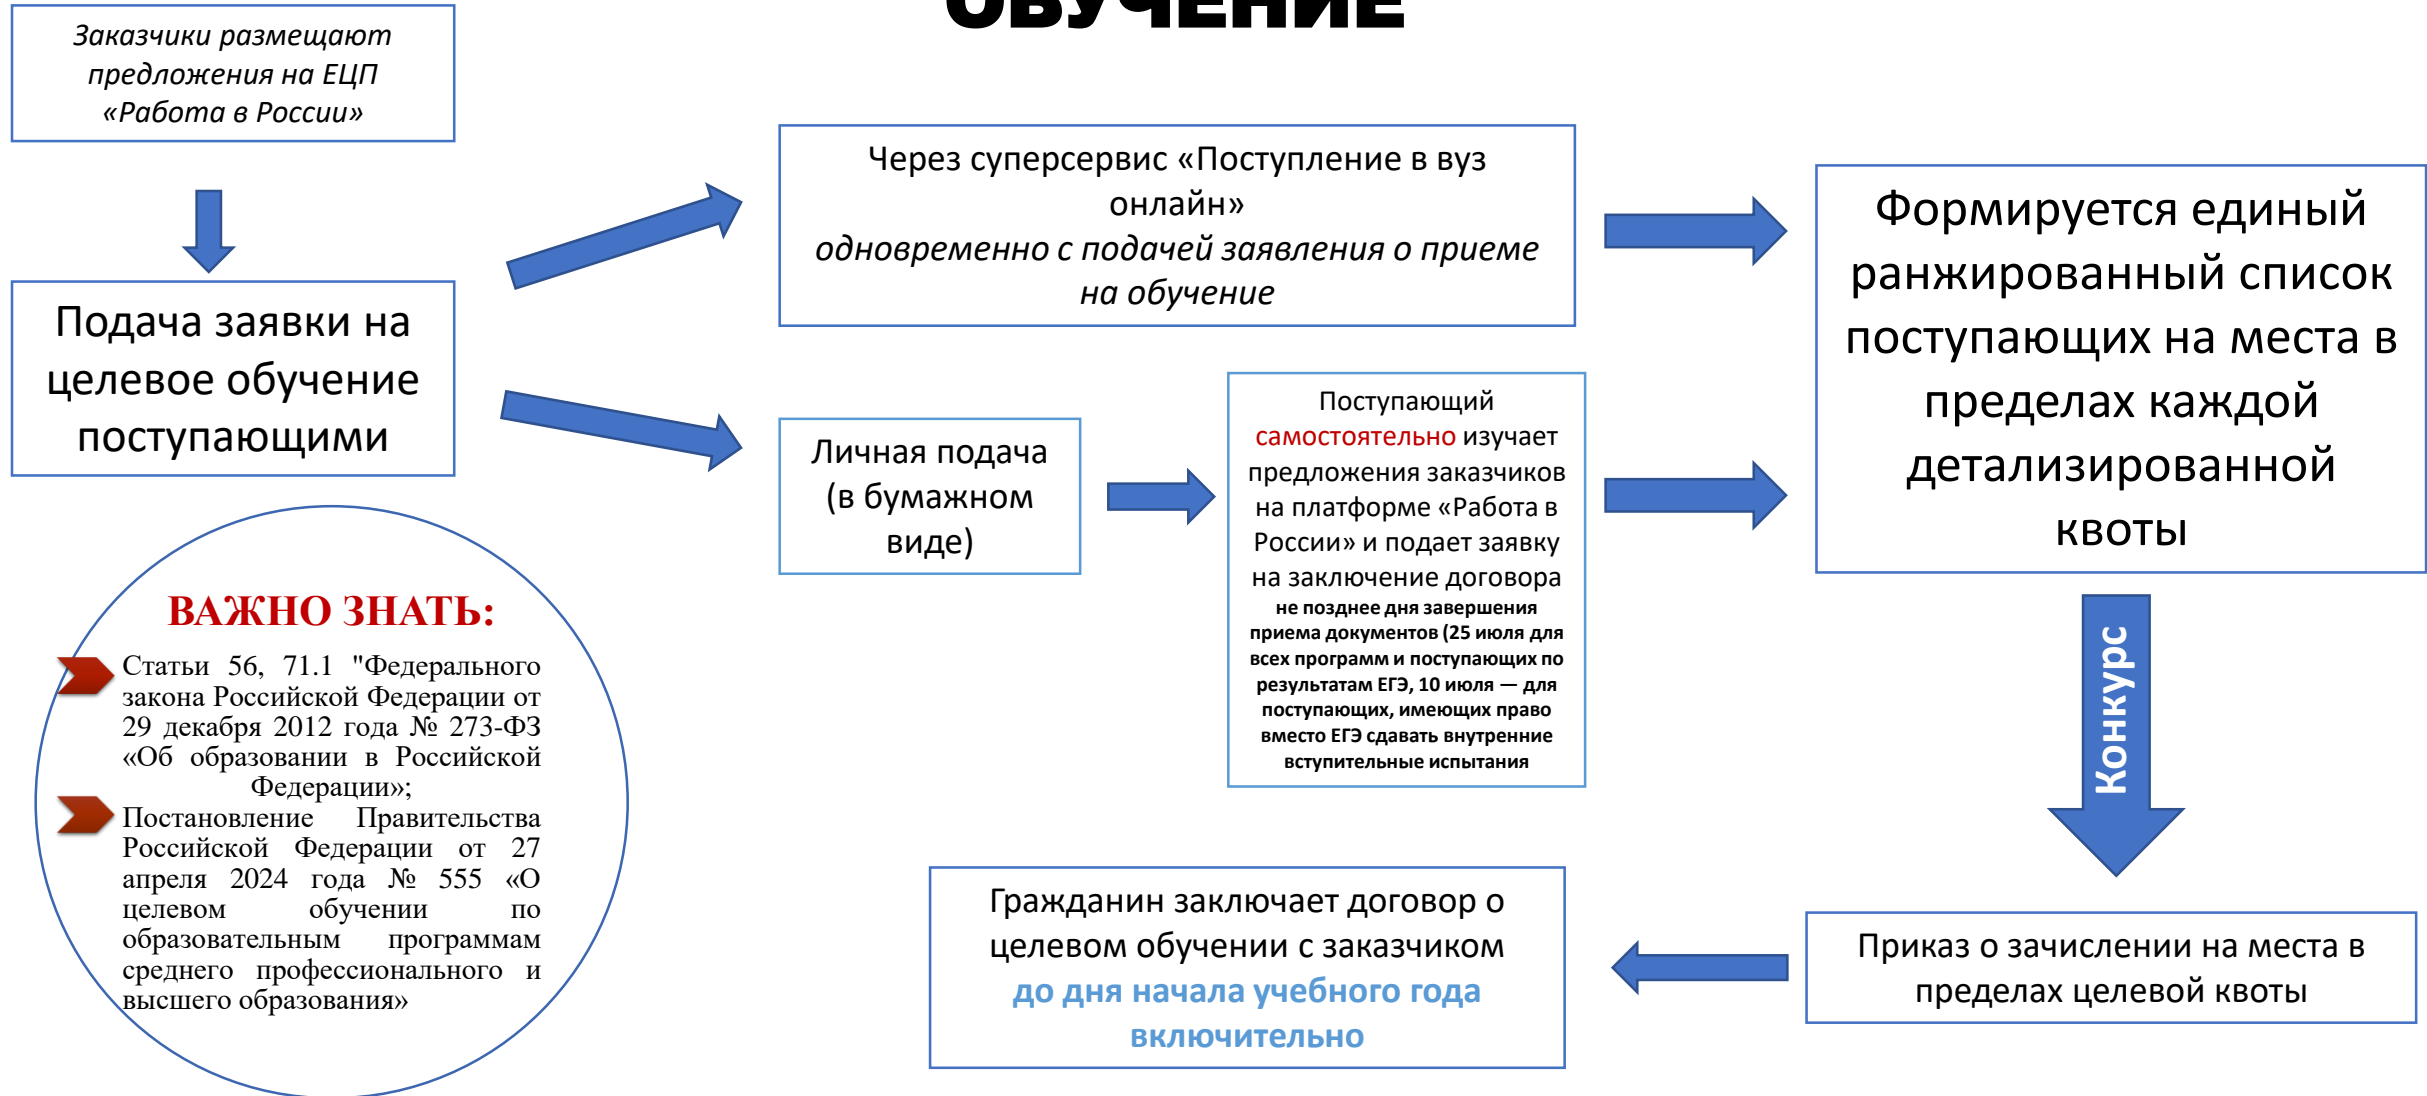 ОБУЧЕНИЕ
Заказчики размещают
предложения на ЕЦП
«Работа в России»
Подача заявки на
целевое обучение
поступающими
Через суперсервис «Поступление в вуз
онлайн»
одновременно с подачей заявления о приеме
на обучение
Личная подача
(в бумажном
виде)
Поступающий
самостоятельно изучает
предложения заказчиков
на платформе «Работа в
России» и подает заявку
на заключение договора
не позднее дня завершения
приема документов (25 июля для
всех программ и поступающих по
результатам ЕГЭ, 10 июля — для
поступающих, имеющих право
вместо ЕГЭ сдавать внутренние
вступительные испытания
Формируется единый
ранжированный список
поступающих на места в
пределах каждой
детализированной
квоты
Конкурс
Приказ о зачислении на места в
пределах целевой квоты
Гражданин заключает договор о
целевом обучении с заказчиком
до дня начала учебного года
включительно
ВАЖНО ЗНАТЬ:
Статьи 56, 71.1 "Федерального
закона Российской Федерации от
29 декабря 2012 года № 273-ФЗ
«Об образовании в Российской
Федерации»;
Постановление Правительства
Российской Федерации от 27
апреля 2024 года № 555 «О
целевом обучении по
образовательным программам
среднего профессионального и
высшего образования»